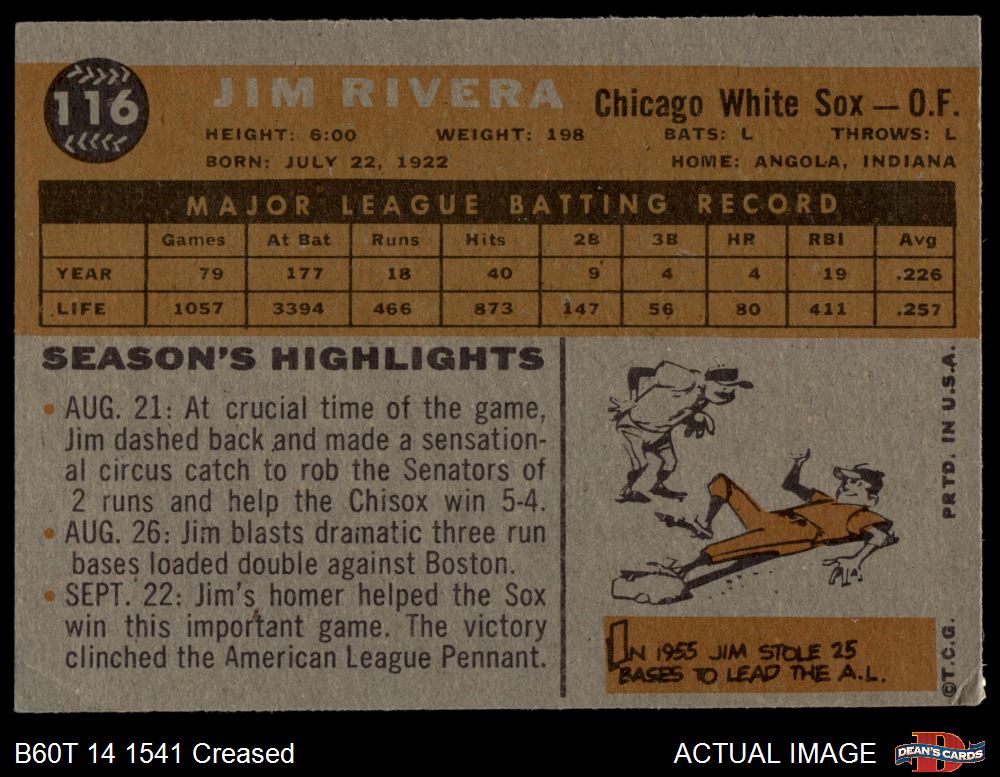 116
JIM RIVERA
Chicago White Sox — O.F.
HEIGHT: 6:00 WEIGHT: 198 BATS: L THROWS: L
BORN: JULY 22, 1922 HOME: ANGOLA, INDIANA
MAJOR LEAGUE BATTING RECORD
Games At Bat Runs Hits 2B 3B HR RBI Avg
YEAR 79 177 18 40 9 4 4 19 .226
LIFE 1057 3394 466 873 147 56 80 411 .257
SEASON'S HIGHLIGHTS
• AUG. 21: At crucial time of the game,
Jim dashed back and made a sensation-
al circus catch to rob the Senators of
2 runs and help the Chisox win 5-4.
• AUG. 26: Jim blasts dramatic three run
bases loaded double against Boston.
• SEPT. 22: Jim's homer helped the Sox
win this important game. The victory
clinched the American League Pennant.
IN 1955 JIM STOLE 25
BASES TO LEAD THE A.L.
©T.C.G. PRTD. IN U.S.A.
B60T 14 1541 Creased
ACTUAL IMAGE
D
DEAN'S CARDS